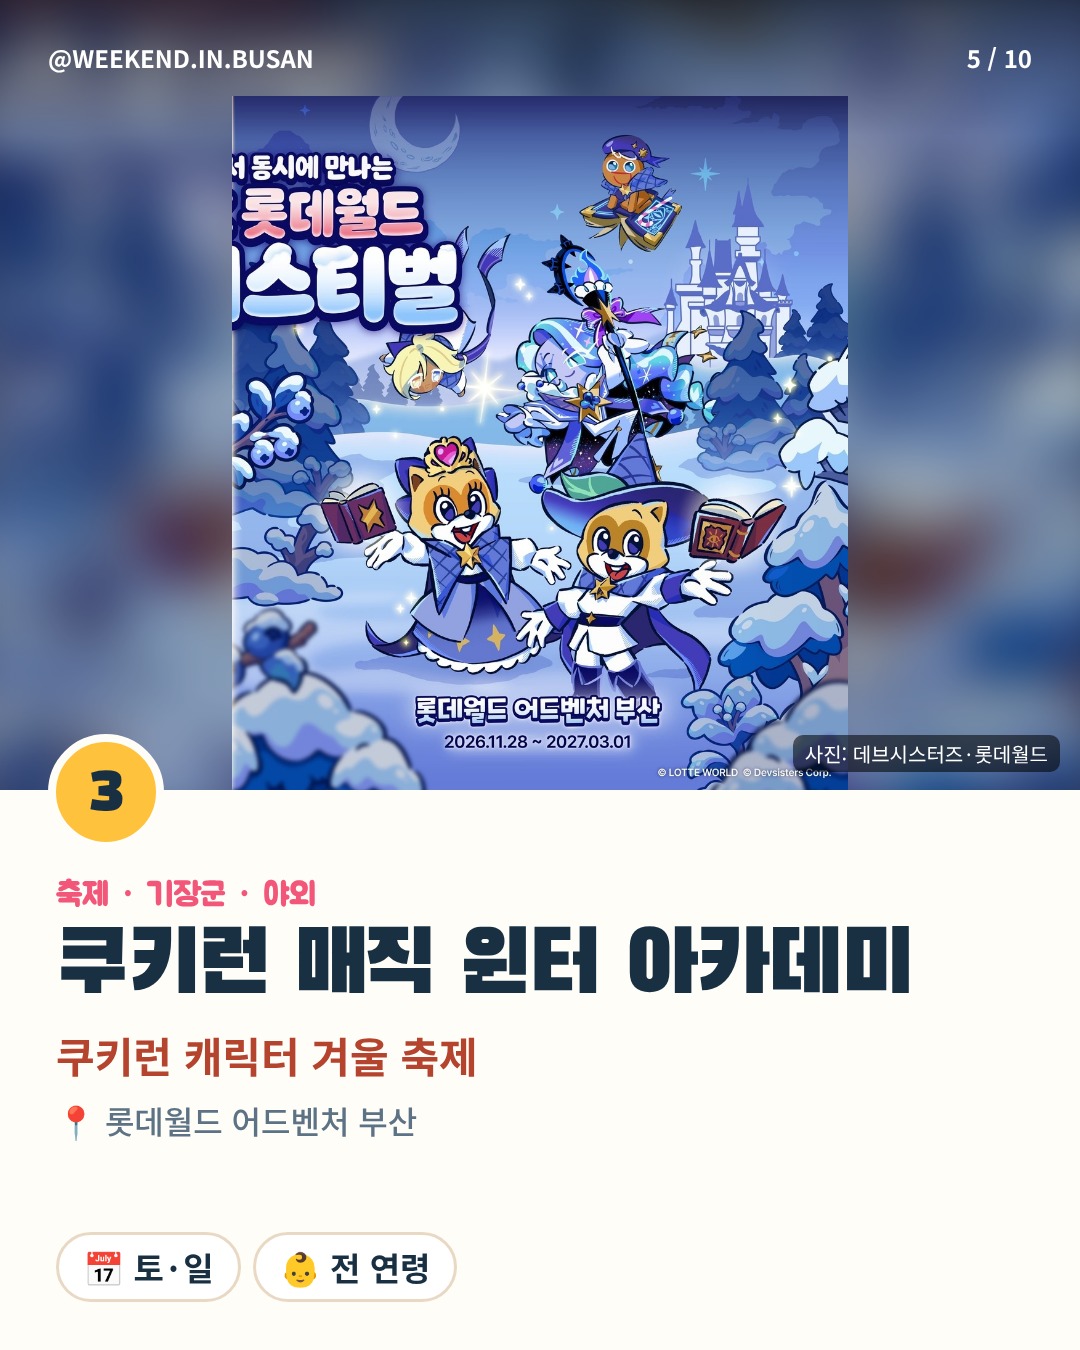 @WEEKEND.IN.BUSAN
5 / 10
동시에 만나는
롯데월드
스티벌
롯데월드 어드벤처 부산
2026.11.28 ~ 2027.03.01
© LOTTE WORLD © Devsisters Corp.
사진: 데브시스터즈·롯데월드
3
축제 · 기장군 · 야외
쿠키런 매직 윈터 아카데미
쿠키런 캐릭터 겨울 축제
📍 롯데월드 어드벤처 부산
📅 토·일
👶 전 연령